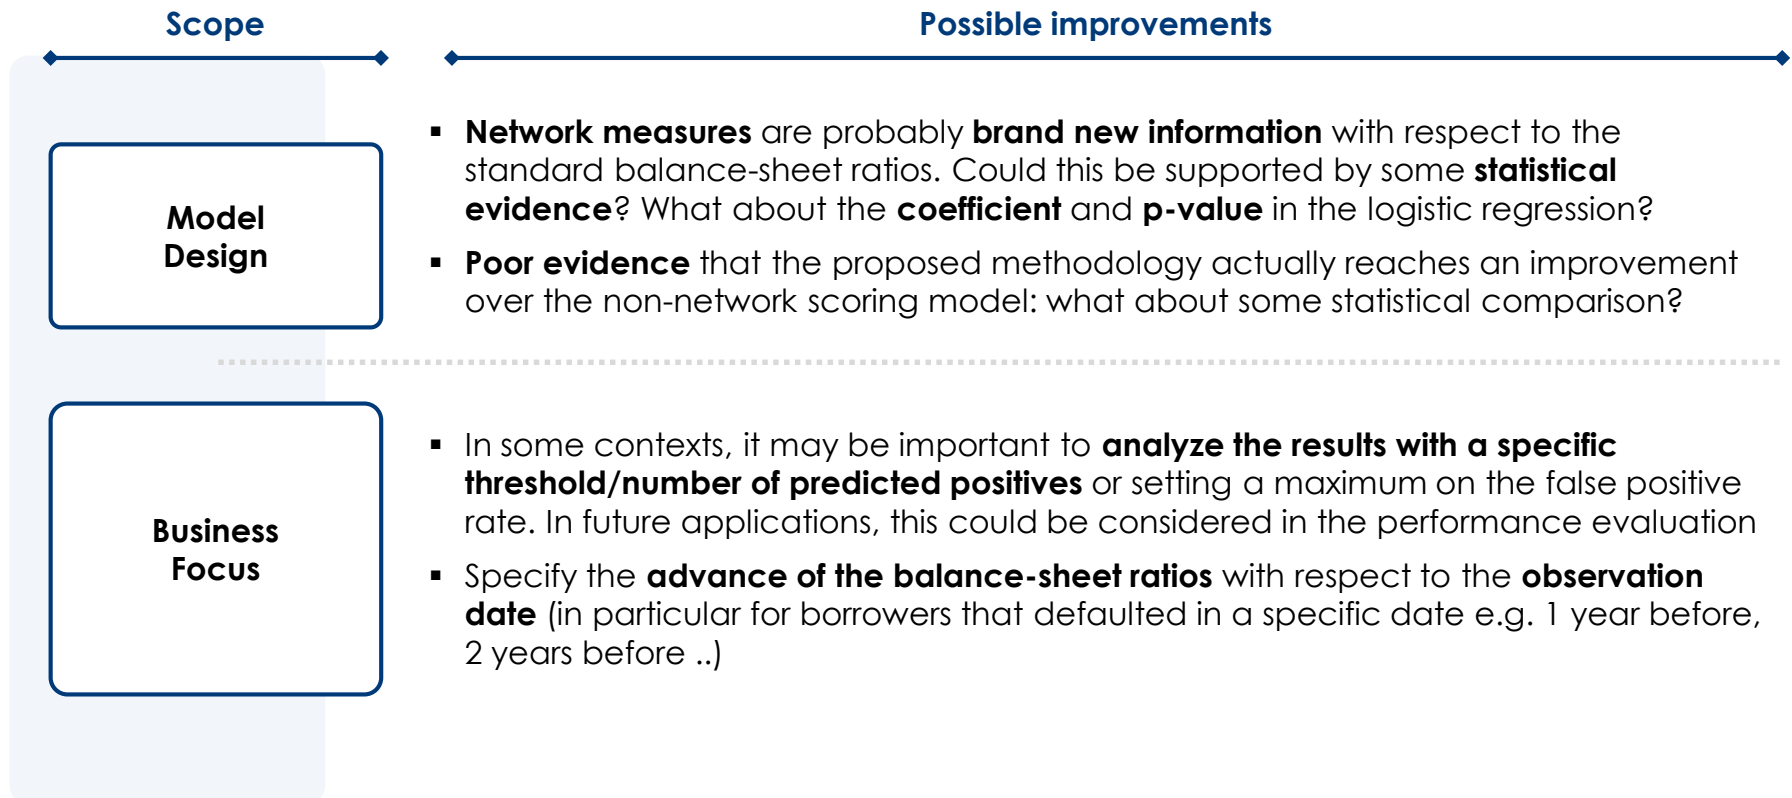 Scope
Possible improvements
Model
Design
▪ Network measures are probably brand new information with respect to the
standard balance-sheet ratios. Could this be supported by some statistical
evidence? What about the coefficient and p-value in the logistic regression?
▪ Poor evidence that the proposed methodology actually reaches an improvement
over the non-network scoring model: what about some statistical comparison?
Business
Focus
▪ In some contexts, it may be important to analyze the results with a specific
threshold/number of predicted positives or setting a maximum on the false positive
rate. In future applications, this could be considered in the performance evaluation
▪ Specify the advance of the balance-sheet ratios with respect to the observation
date (in particular for borrowers that defaulted in a specific date e.g. 1 year before,
2 years before ..)